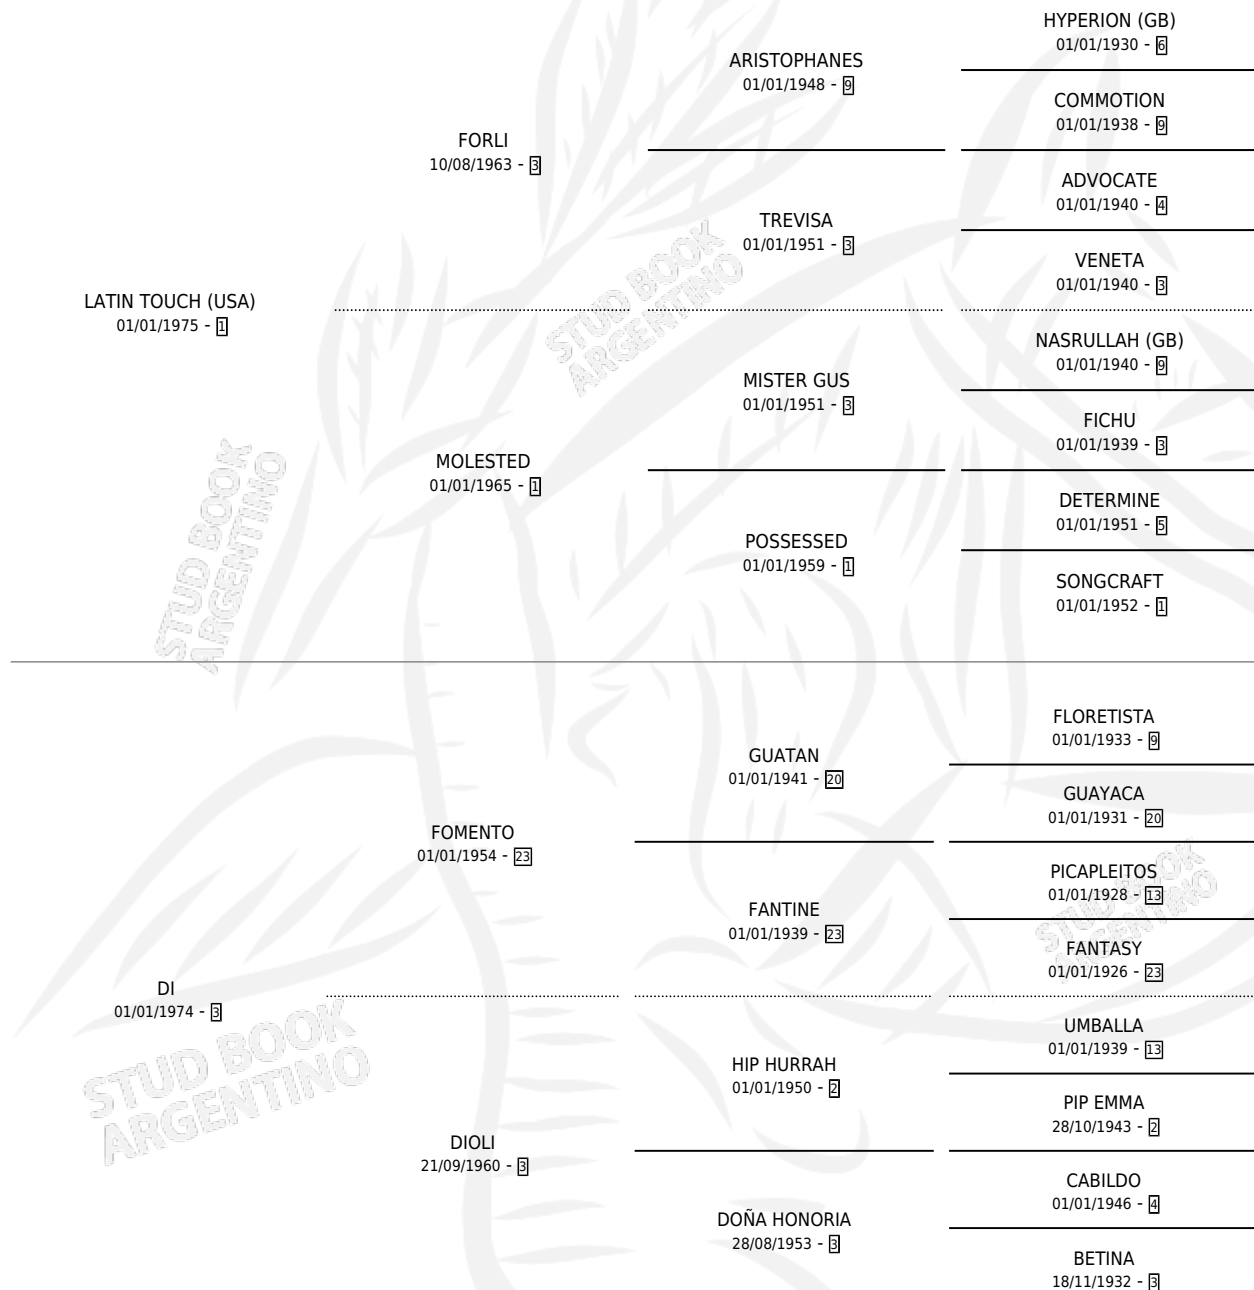 HYPERION (GB)
01/01/1930 - 6
ARISTOPHANES
01/01/1948 - 9
COMMOTION
01/01/1938 - 9
FORLI
10/08/1963 - 3
ADVOCATE
01/01/1940 - 4
TREVISA
01/01/1951 - 3
VENETA
01/01/1940 - 3
LATIN TOUCH (USA)
01/01/1975 - 1
NASRULLAH (GB)
01/01/1940 - 9
MISTER GUS
01/01/1951 - 3
FICHU
01/01/1939 - 3
MOLESTED
01/01/1965 - 1
DETERMINE
01/01/1951 - 5
POSSESSED
01/01/1959 - 1
SONGCRAFT
01/01/1952 - 1
FLORETISTA
01/01/1933 - 9
GUATAN
01/01/1941 - 20
GUAYACA
01/01/1931 - 20
FOMENTO
01/01/1954 - 23
PICAPLEITOS
01/01/1928 - 13
FANTINE
01/01/1939 - 23
FANTASY
01/01/1926 - 23
DI
01/01/1974 - 3
UMBALLA
01/01/1939 - 13
HIP HURRAH
01/01/1950 - 2
PIP EMMA
28/10/1943 - 2
DIOLI
21/09/1960 - 3
CABILDO
01/01/1946 - 4
DOÑA HONORIA
28/08/1953 - 3
BETINA
18/11/1932 - 3
STUD BOOK
ARGENTINO
STUD BOOK
ARGENTINO
STUD BOOK
ARGENTINO
STUD BOOK
ARGENTINO